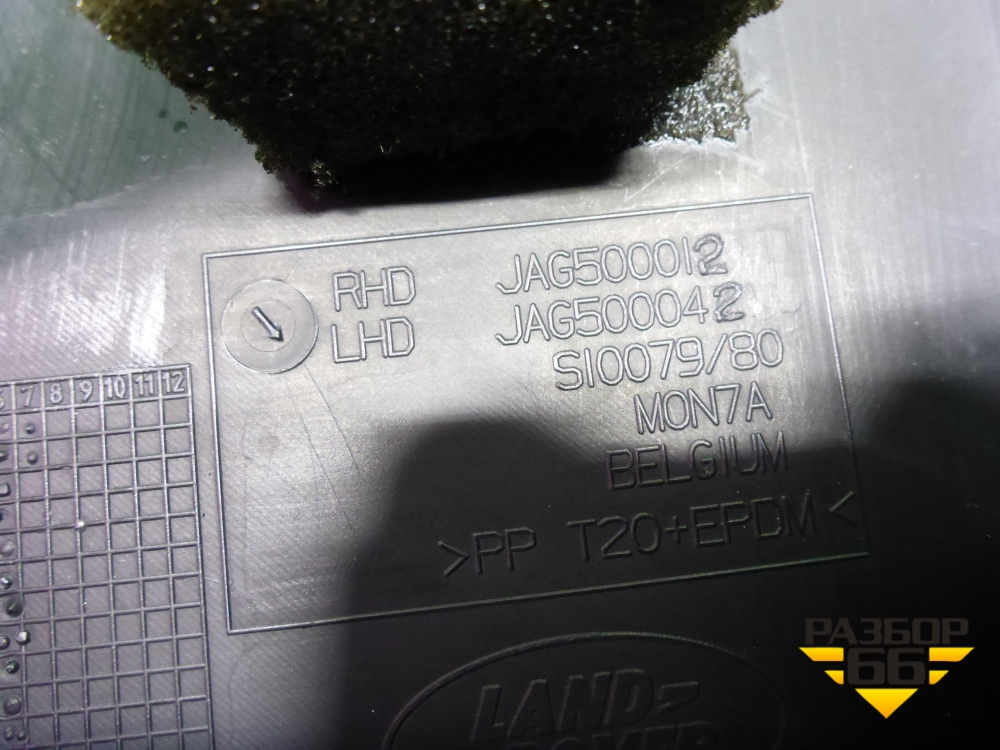 RHD JAG500012
LHD JAG500042
SI0079/80
MON7A
BELGIUM
>PP T20+EPDM<
7 8 9 10 11 12
LAND-
ROVER
РАЗБОР
66